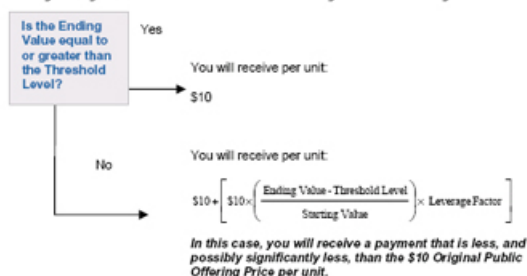 Is the Ending
Value equal to
or greater than
the Threshold
Level?
Yes
You will receive per unit:
$10
No
You will receive per unit:
$10+[$10×(Ending Value - Threshold Level / Starting Value)× Leverage Factor]
In this case, you will receive a payment that is less, and
possibly significantly less, than the $10 Original Public
Offering Price per unit.